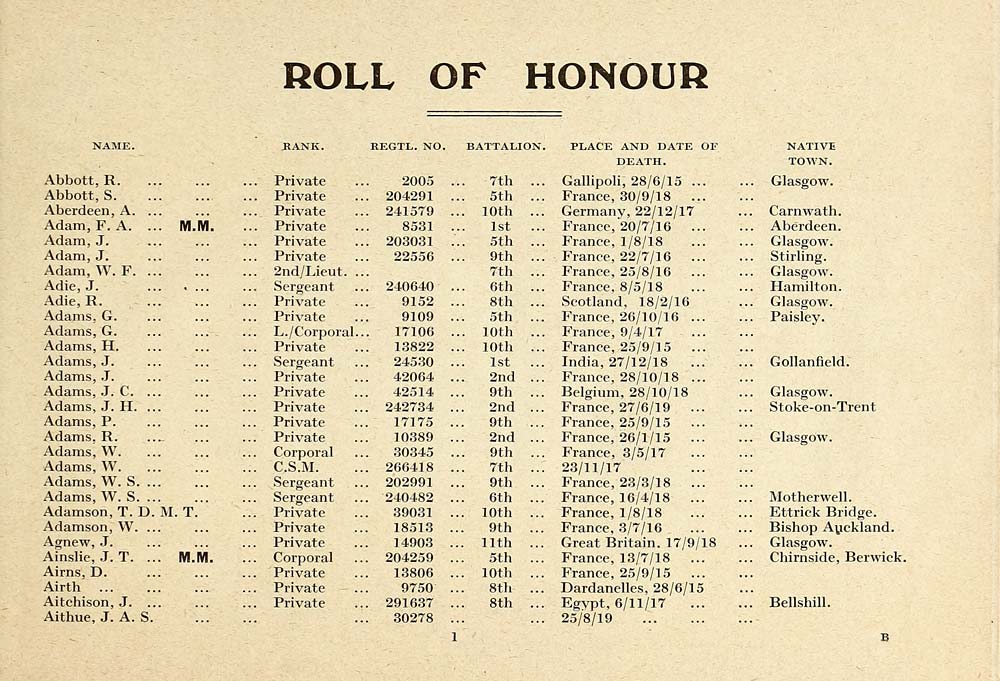 ROLL OF HONOUR
NAME. RANK. REGTL. NO. BATTALION. PLACE AND DATE OF DEATH. NATIVE TOWN.
Abbott, R. ... ... ... Private ... 2005 ... 7th ... Gallipoli, 28/6/15 ... ... Glasgow.
Abbott, S. ... ... ... Private ... 204291 ... 5th ... France, 30/9/18 ... ...
Aberdeen, A. ... ... ... Private ... 241579 ... 10th ... Germany, 22/12/17 ... Carnwath.
Adam, F. A. ... M.M. ... Private ... 8531 ... 1st ... France, 20/7/16 ... ... Aberdeen.
Adam, J. ... ... ... Private ... 203031 ... 5th ... France, 1/8/18 ... ... Glasgow.
Adam, J. ... ... ... Private ... 22556 ... 9th ... France, 22/7/16 ... ... Stirling.
Adam, W. F. ... ... ... 2nd/Lieut. ... 7th ... France, 25/8/16 ... ... Glasgow.
Adie, J. ... ... ... Sergeant ... 240640 ... 6th ... France, 8/5/18 ... ... Hamilton.
Adie, R. ... ... ... Private ... 9152 ... 8th ... Scotland, 18/2/16 ... Glasgow.
Adams, G. ... ... ... Private ... 9109 ... 5th ... France, 26/10/16 ... ... Paisley.
Adams, G. ... ... ... L./Corporal... 17106 ... 10th ... France, 9/4/17 ... ...
Adams, H. ... ... ... Private ... 13822 ... 10th ... France, 25/9/15 ... ...
Adams, J. ... ... ... Sergeant ... 24530 ... 1st ... India, 27/12/18 ... ... Gollanfield.
Adams, J. ... ... ... Private ... 42064 ... 2nd ... France, 28/10/18 ... ...
Adams, J. C. ... ... ... Private ... 42514 ... 9th ... Belgium, 28/10/18 ... Glasgow.
Adams, J. H. ... ... ... Private ... 242734 ... 2nd ... France, 27/6/19 ... ... Stoke-on-Trent
Adams, P. ... ... ... Private ... 17175 ... 9th ... France, 25/9/15 ... ...
Adams, R. ... ... ... Private ... 10389 ... 2nd ... France, 26/1/15 ... ... Glasgow.
Adams, W. ... ... ... Corporal ... 30345 ... 9th ... France, 3/5/17 ... ...
Adams, W. ... ... ... C.S.M. ... 266418 ... 7th ... 23/11/17 ... ...
Adams, W. S. ... ... ... Sergeant ... 202991 ... 9th ... France, 23/3/18 ... ...
Adams, W. S. ... ... ... Sergeant ... 240482 ... 6th ... France, 16/4/18 ... ... Motherwell.
Adamson, T. D. M. T. ... Private ... 39031 ... 10th ... France, 1/8/18 ... ... Ettrick Bridge.
Adamson, W. ... ... ... Private ... 18513 ... 9th ... France, 3/7/16 ... ... Bishop Auckland.
Agnew, J. ... ... ... Private ... 14903 ... 11th ... Great Britain, 17/9/18 ... Glasgow.
Ainslie, J. T. ... M.M. ... Corporal ... 204259 ... 5th ... France, 13/7/18 ... ... Chirnside, Berwick.
Airns, D. ... ... ... Private ... 13806 ... 10th ... France, 25/9/15 ... ...
Airth ... ... ... ... Private ... 9750 ... 8th ... Dardanelles, 28/6/15 ...
Aitchison, J. ... ... ... Private ... 291637 ... 8th ... Egypt, 6/11/17 ... ... Bellshill.
Aithue, J. A. S. ... ... ... 30278 ... ... 25/8/19 ... ... ...
1 B